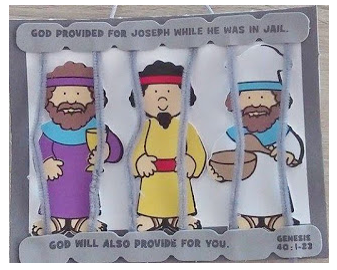 GOD PROVIDED FOR JOSEPH WHILE HE WAS IN JAIL.
GOD WILL ALSO PROVIDE FOR YOU.
GENESIS
40:1-23